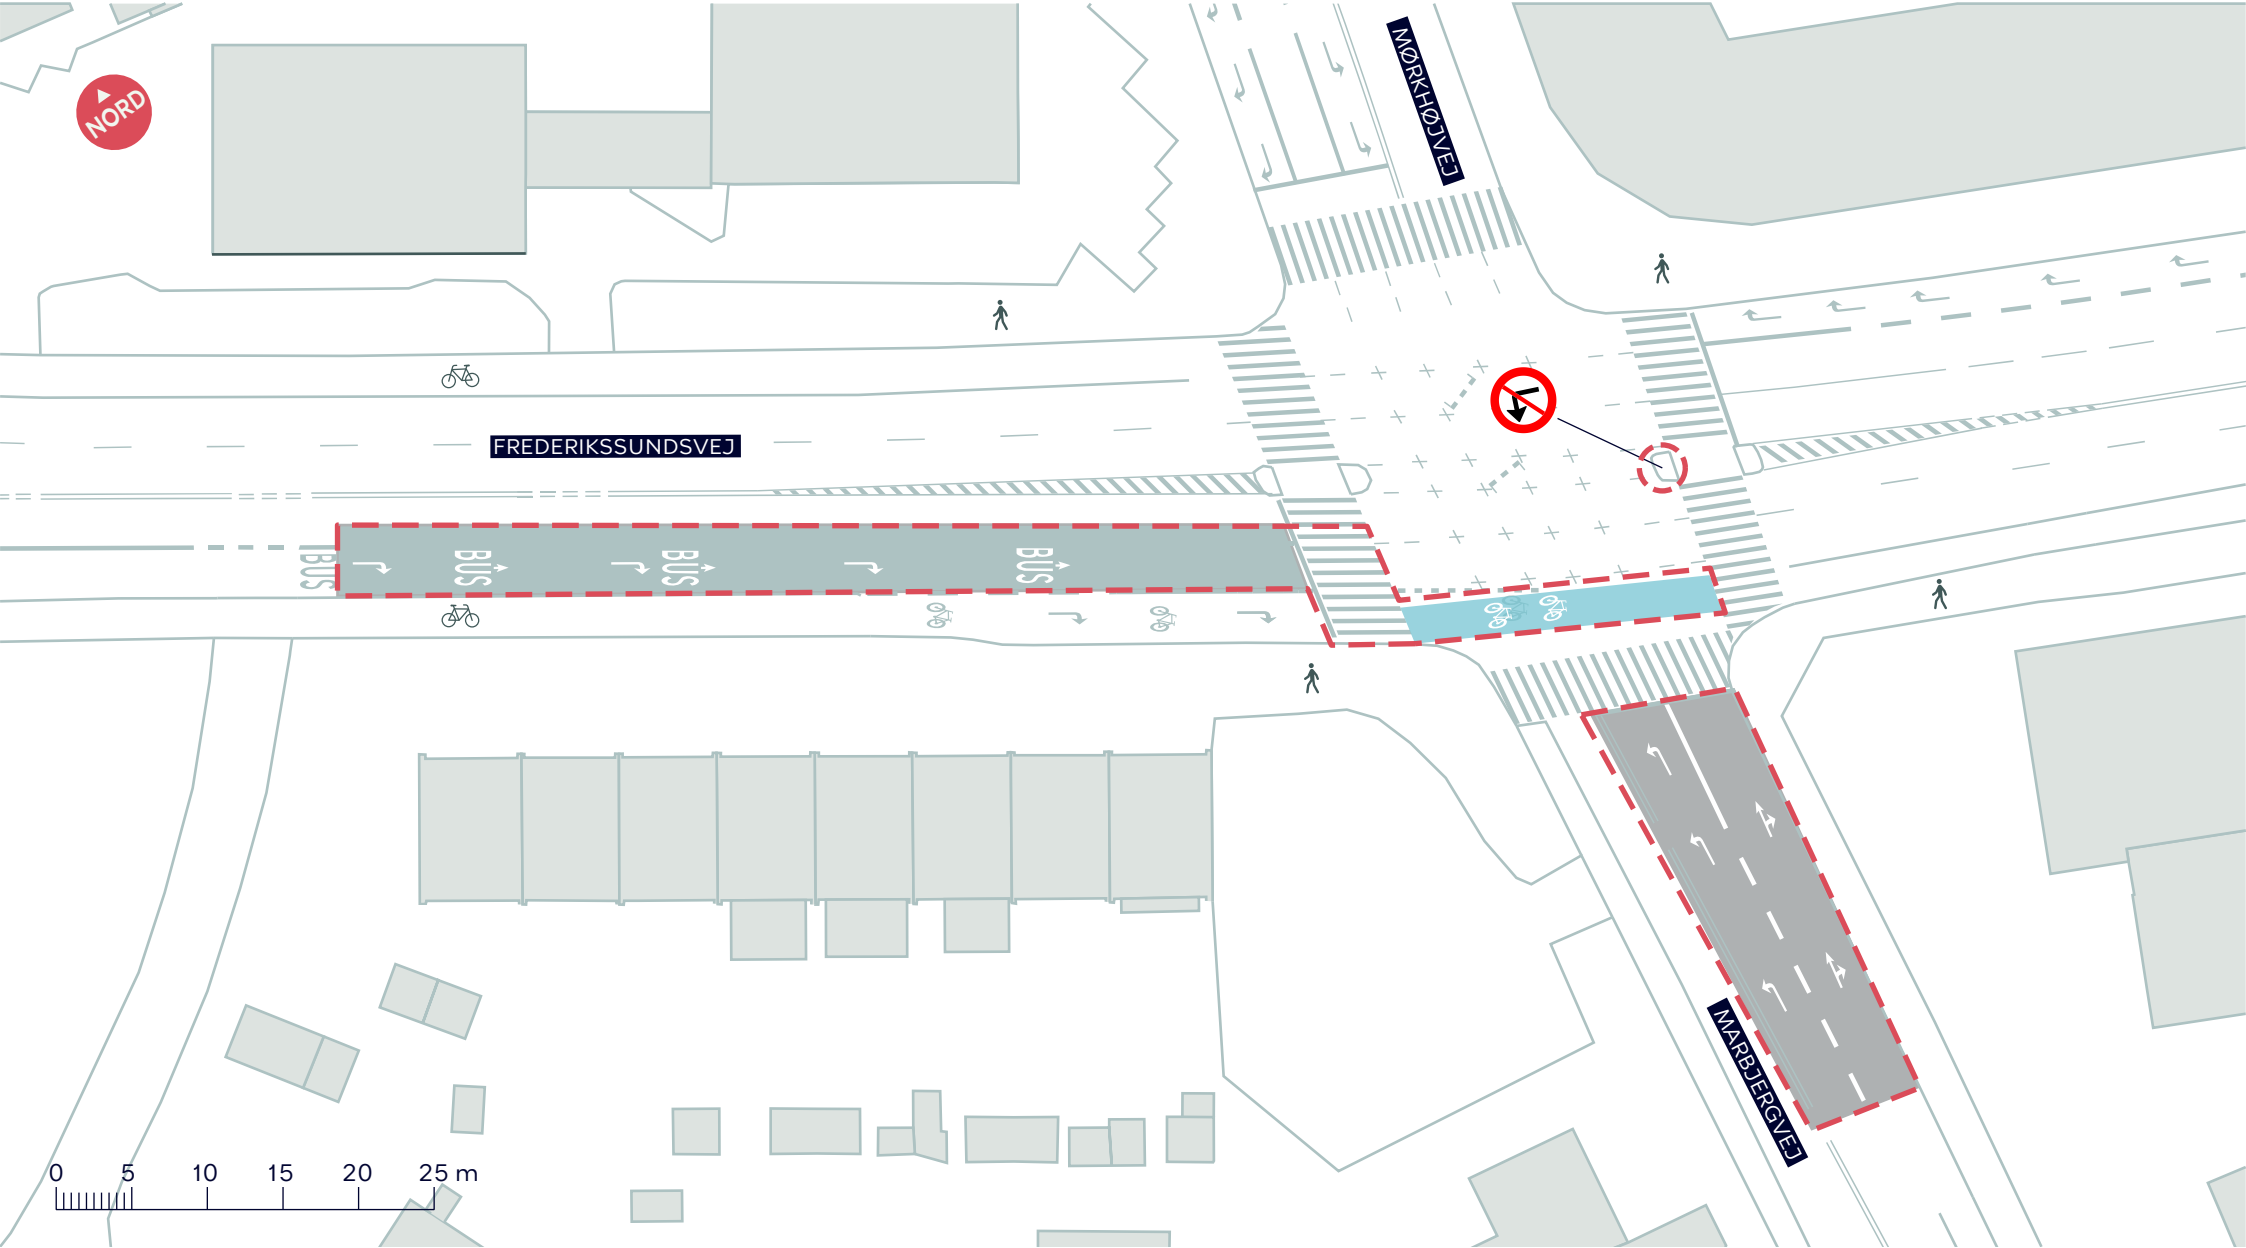 NORD
MØRKHØJVEJ
FREDERIKSSUNDSVEJ
BUS
BUS
BUS
BUS
MARBJERGVEJ
0 5 10 15 20 25 m